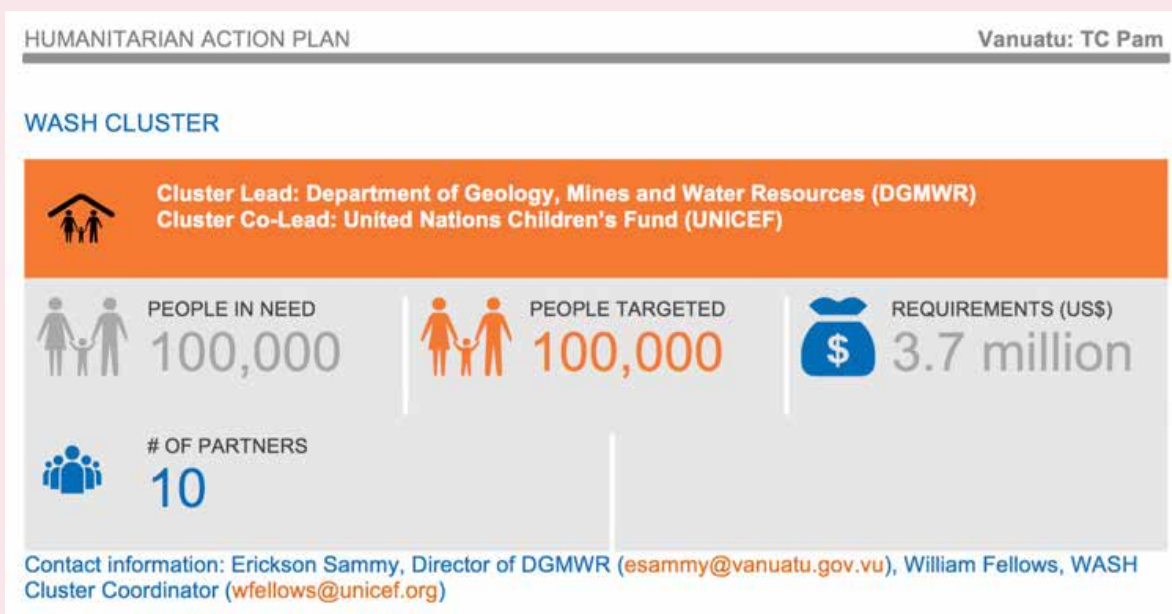 HUMANITARIAN ACTION PLAN
Vanuatu: TC Pam
WASH CLUSTER
Cluster Lead: Department of Geology, Mines and Water Resources (DGMWR)
Cluster Co-Lead: United Nations Children's Fund (UNICEF)
PEOPLE IN NEED
100,000
PEOPLE TARGETED
100,000
$
REQUIREMENTS (US$)
3.7 million
# OF PARTNERS
10
Contact information: Erickson Sammy, Director of DGMWR (esammy@vanuatu.gov.vu), William Fellows, WASH
Cluster Coordinator (wfellows@unicef.org)